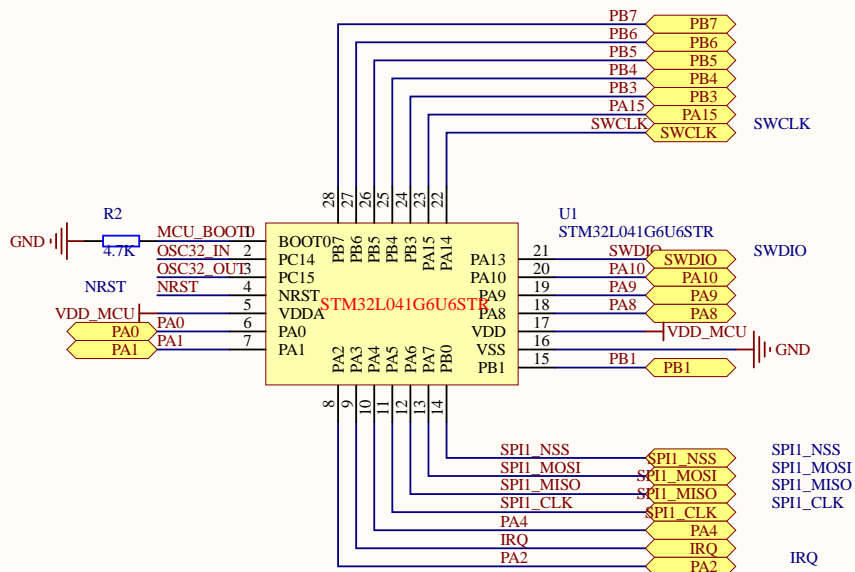 PB7 PB7
PB6 PB6
PB5 PB5
PB4 PB4
PB3 PB3
PA15 PA15
SWCLK SWCLK SWCLK
28 27 26 25 24 23 22
PB7 PB6 PB5 PB4 PB3 PA15 PA14
R2
4.7K
GND
U1
STM32L041G6U6STR
MCU_BOOT0 1 BOOT0
OSC32_IN 2 PC14
OSC32_OUT 3 PC15
NRST NRST 4 NRST
VDD_MCU 5 VDDA
PA0 PA0 6 PA0
PA1 PA1 7 PA1
STM32L041G6U6STR
PA13 21 SWDIO SWDIO SWDIO
PA10 20 PA10 PA10
PA9 19 PA9 PA9
PA8 18 PA8 PA8
VDD 17 VDD_MCU
VSS 16 GND
PB1 15 PB1 PB1
PA2 PA3 PA4 PA5 PA6 PA7 PB0
8 9 10 11 12 13 14
SPI1_NSS SPI1_NSS SPI1_NSS
SPI1_MOSI SPI1_MOSI SPI1_MOSI
SPI1_MISO SPI1_MISO SPI1_MISO
SPI1_CLK SPI1_CLK SPI1_CLK
PA4 PA4
IRQ IRQ IRQ
PA2 PA2